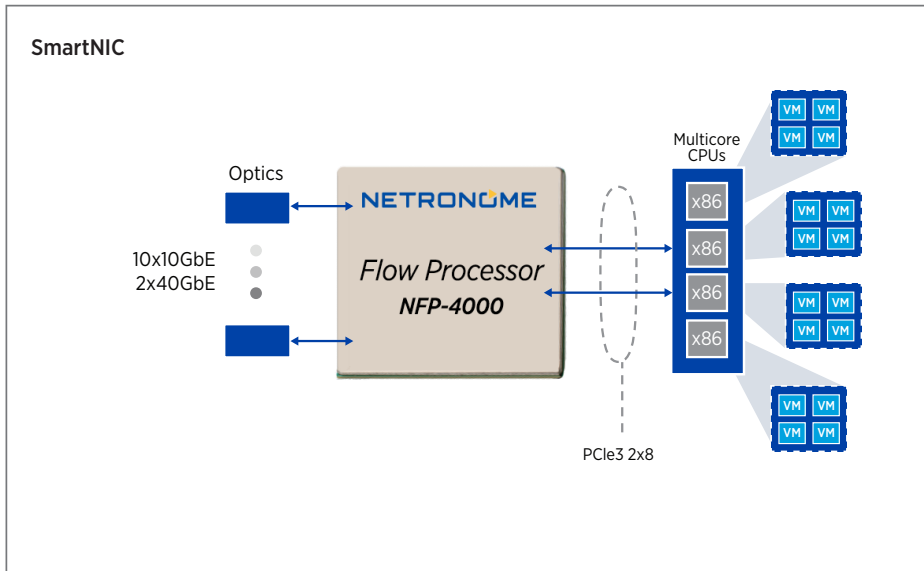 SmartNIC
Optics
10x10GbE
2x40GbE
NETRONOME
Flow Processor
NFP-4000
PCIe3 2x8
Multicore
CPUs
x86
x86
x86
x86
VM VM
VM VM
VM VM
VM VM
VM VM
VM VM
VM VM
VM VM